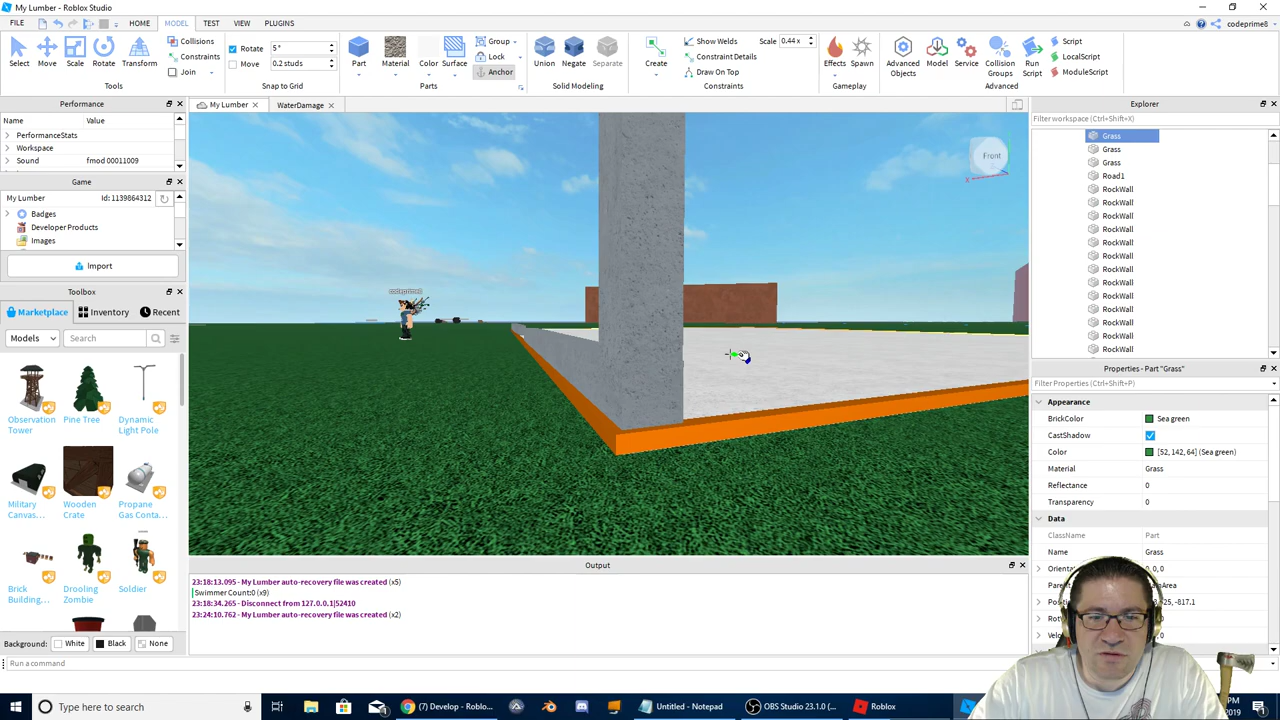 My Lumber - Roblox Studio
FILE HOME MODEL TEST VIEW PLUGINS codeprime8
Select Move Scale Rotate Transform
Collisions
Constraints
Join
Tools
Rotate 5 °
Move 0.2 studs
Snap to Grid
Part Material Color Surface
Group
Lock
Anchor
Parts
Union Negate Separate
Solid Modeling
Create
Show Welds
Constraint Details
Draw On Top
Scale 0.44 x
Constraints
Effects Spawn
Gameplay
Advanced Objects Model Service Collision Groups Run Script
Script
LocalScript
ModuleScript
Advanced
Performance
Name Value
PerformanceStats
Workspace
Sound fmod 00011009
Game
My Lumber Id: 1139864312
Badges
Developer Products
Images
Import
Toolbox
Marketplace Inventory Recent
Models Search
Observation Tower
Pine Tree
Dynamic Light Pole
Military Canvas...
Wooden Crate
Propane Gas Conta...
Brick Building...
Drooling Zombie
Soldier
Background: White Black None
My Lumber WaterDamage
Front
x
codeprime8
Output
23:18:13.095 - My Lumber auto-recovery file was created (x5)
Swimmer Count:0 (x9)
23:18:34.265 - Disconnect from 127.0.0.1|52410
23:24:10.762 - My Lumber auto-recovery file was created (x2)
Run a command
Explorer
Filter workspace (Ctrl+Shift+X)
Grass
Grass
Grass
Road1
RockWall
RockWall
RockWall
RockWall
RockWall
RockWall
RockWall
RockWall
RockWall
RockWall
RockWall
RockWall
RockWall
Properties - Part "Grass"
Filter Properties (Ctrl+Shift+P)
Appearance
BrickColor Sea green
CastShadow
Color [52, 142, 64] (Sea green)
Material Grass
Reflectance 0
Transparency 0
Data
ClassName Part
Name Grass
-817.1
Type here to search
(7) Develop - Roblo...
Untitled - Notepad
OBS Studio 23.1.0 (...
Roblox